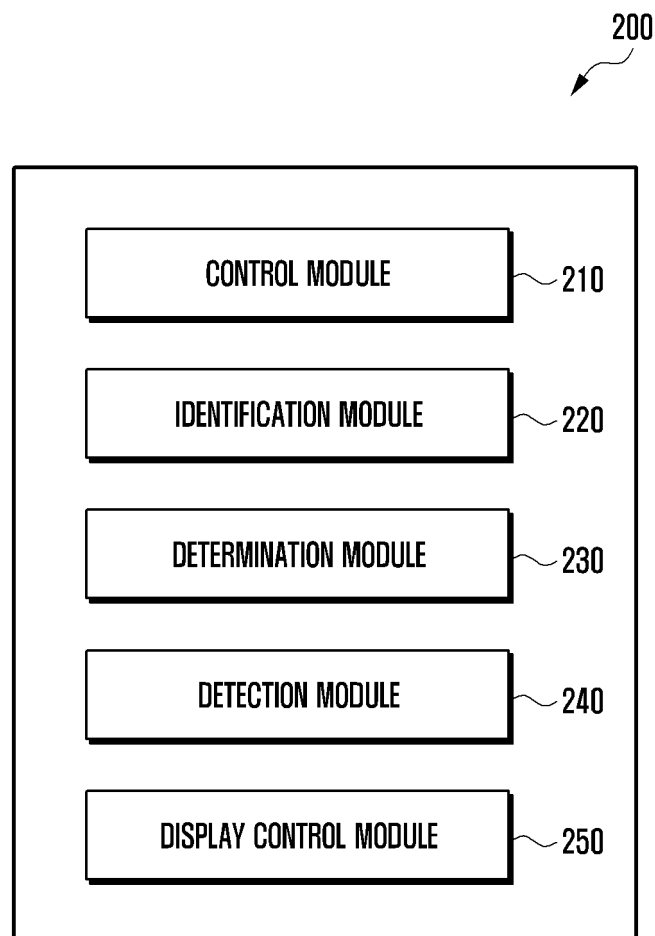 200
CONTROL MODULE 210
IDENTIFICATION MODULE 220
DETERMINATION MODULE 230
DETECTION MODULE 240
DISPLAY CONTROL MODULE 250